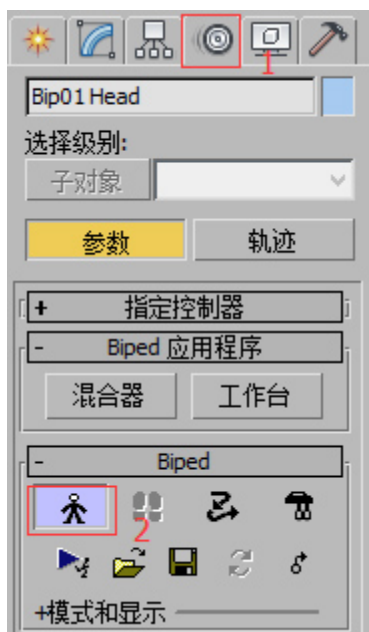 1
Bip01 Head
选择级别:
子对象
参数 轨迹
+ 指定控制器
- Biped 应用程序
混合器 工作台
- Biped
2
+模式和显示